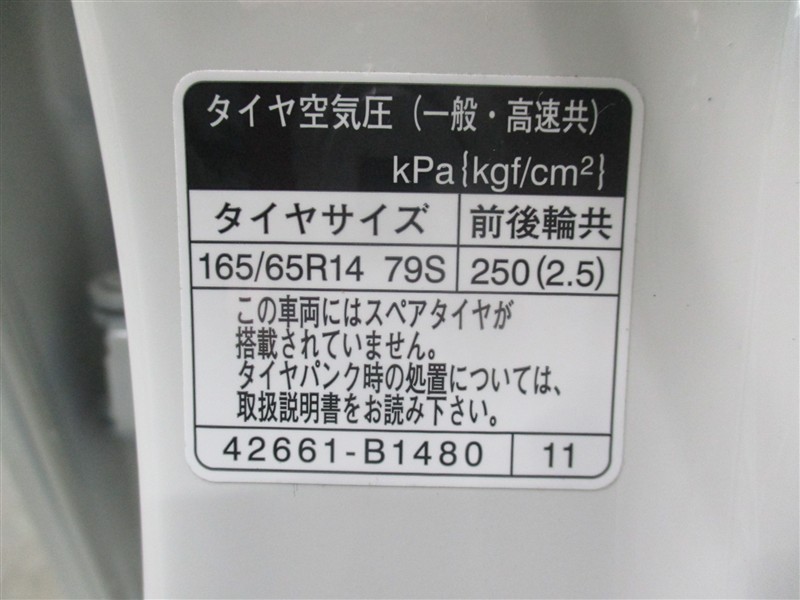 タイヤ空気圧（一般・高速共）
kPa{kgf/cm²}
タイヤサイズ 前後輪共
165/65R14 79S 250(2.5)
この車両にはスペアタイヤが
搭載されていません。
タイヤパンク時の処置については、
取扱説明書をお読み下さい。
42661-B1480 11